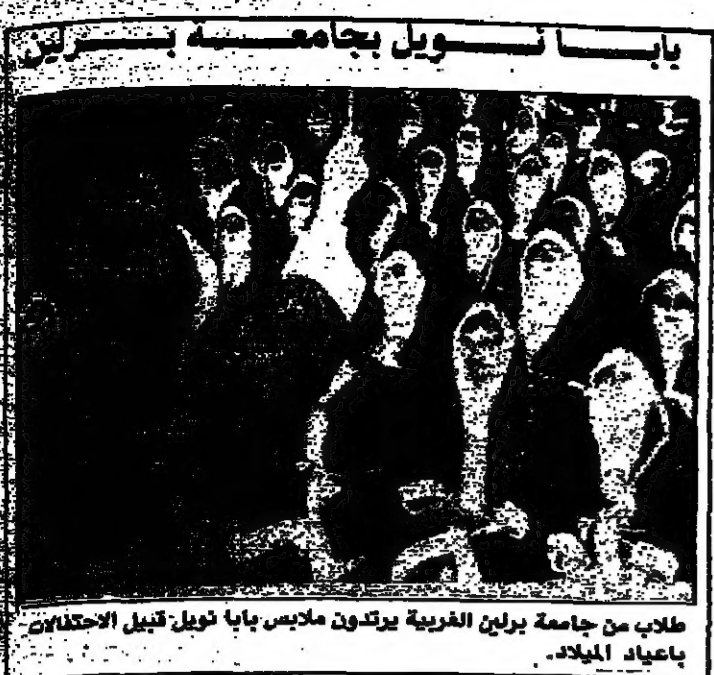 بابا نويل بجامعة برلين
طلاب من جامعة برلين الغربية يرتدون ملابس بابا نويل قبيل الاحتفالات
باعياد الميلاد.